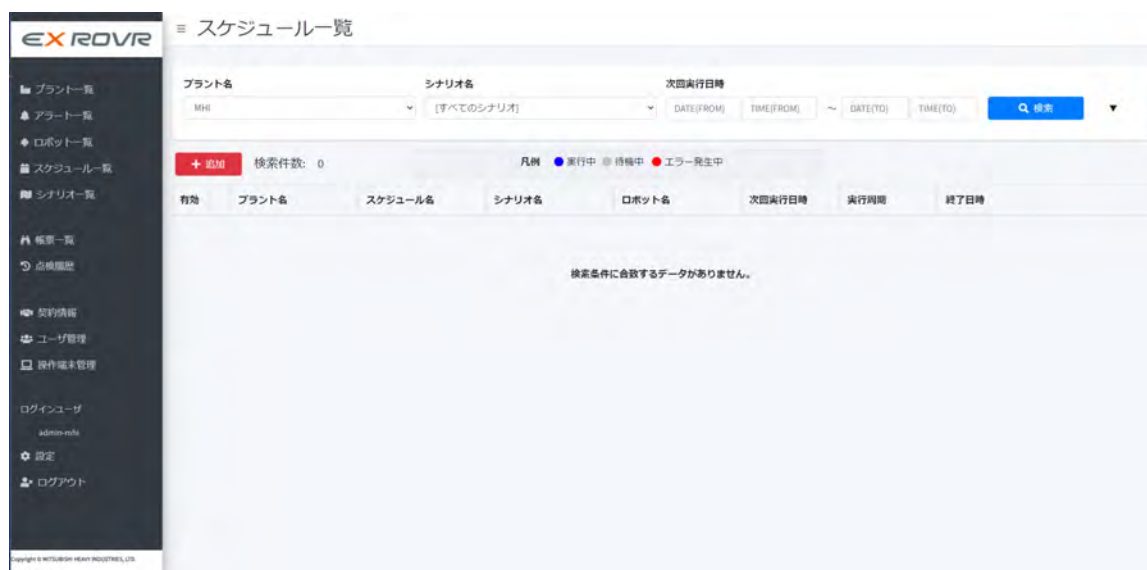 EX ROVR
≡ スケジュール一覧
プラント一覧
アラート一覧
ロボット一覧
スケジュール一覧
シナリオ一覧
帳票一覧
点検履歴
契約情報
ユーザ管理
操作端末管理
ログインユーザ
admin-mhi
設定
ログアウト
Copyright © MITSUBISHI HEAVY INDUSTRIES, LTD.
プラント名 シナリオ名 次回実行日時
MHI [すべてのシナリオ] DATE(FROM) TIME(FROM) ～ DATE(TO) TIME(TO) 検索 ▼
+ 追加 検索件数: 0 凡例 実行中 待機中 エラー発生中
有効 プラント名 スケジュール名 シナリオ名 ロボット名 次回実行日時 実行周期 終了日時
検索条件に合致するデータがありません。